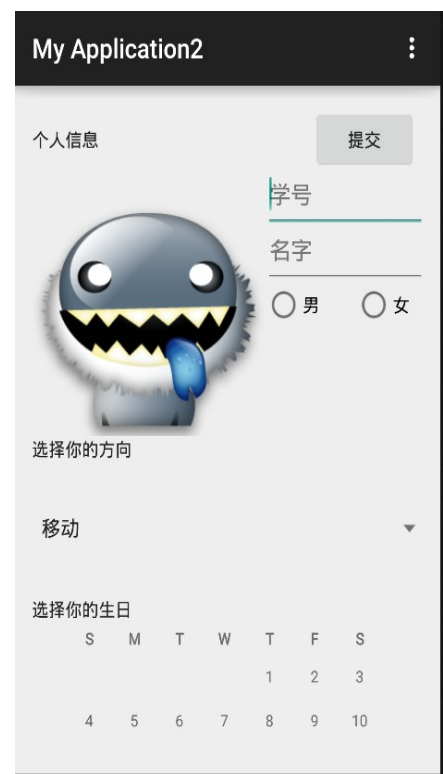 My Application2
个人信息 提交
学号
名字
男 女
选择你的方向
移动
选择你的生日
S M T W T F S
1 2 3
4 5 6 7 8 9 10